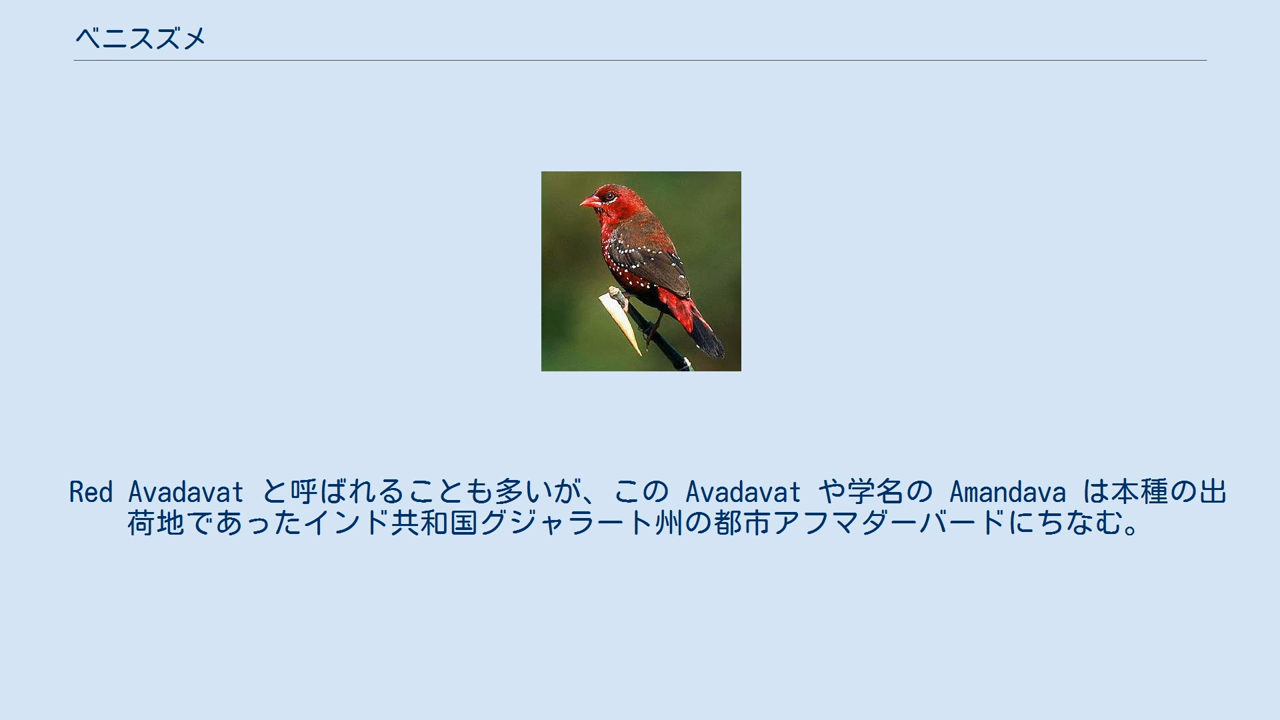 ベニスズメ
Red Avadavat と呼ばれることも多いが、この Avadavat や学名の Amandava は本種の出
荷地であったインド共和国グジャラート州の都市アフマダーバードにちなむ。